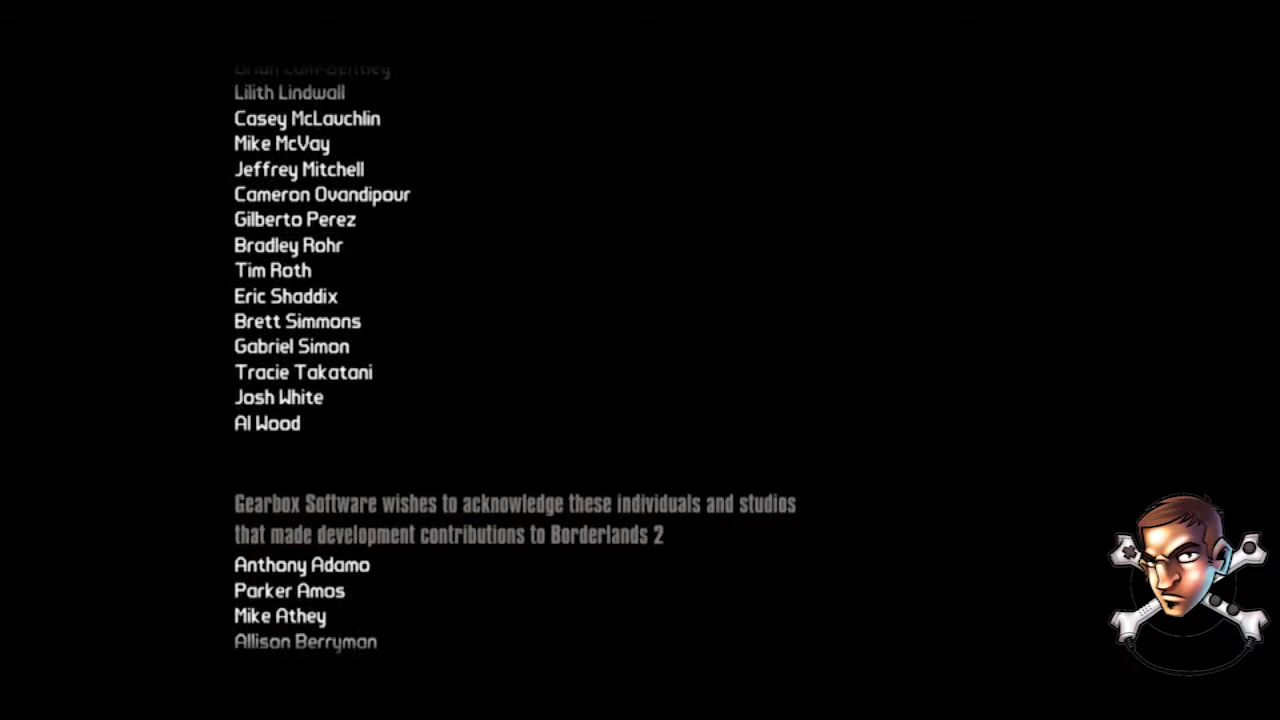 Lilith Lindwall
Casey McLauchlin
Mike McVay
Jeffrey Mitchell
Cameron Ovandipour
Gilberto Perez
Bradley Rohr
Tim Roth
Eric Shaddix
Brett Simmons
Gabriel Simon
Tracie Takatani
Josh White
Al Wood
Gearbox Software wishes to acknowledge these individuals and studios
that made development contributions to Borderlands 2
Anthony Adamo
Parker Amos
Mike Athey
Allison Berryman